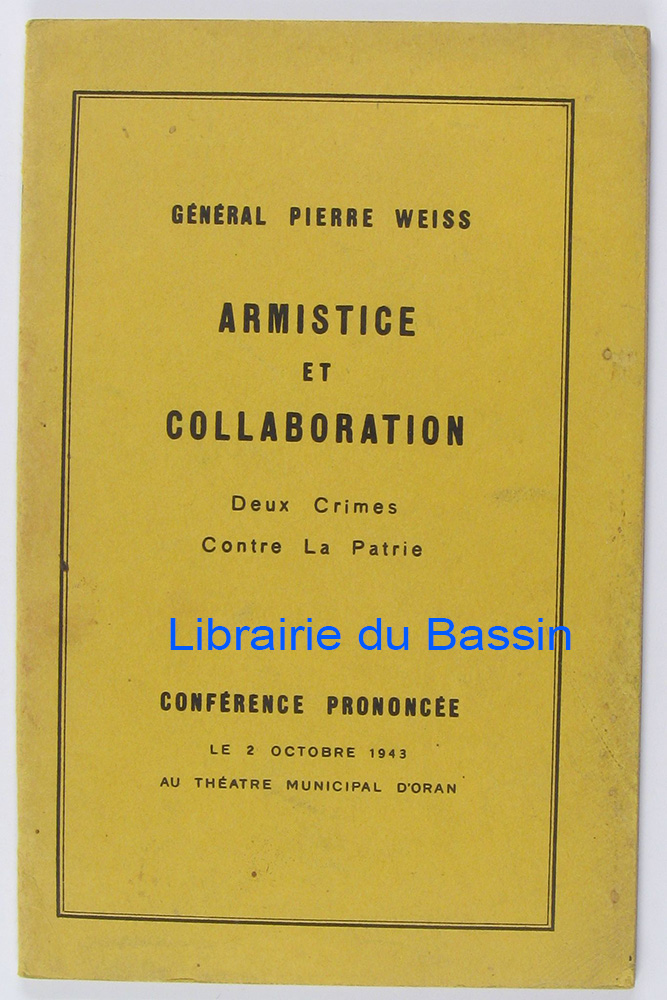 GÉNÉRAL PIERRE WEISS
ARMISTICE
ET
COLLABORATION
Deux Crimes
Contre La Patrie
Librairie du Bassin
CONFÉRENCE PRONONCÉE
LE 2 OCTOBRE 1943
AU THÉATRE MUNICIPAL D'ORAN